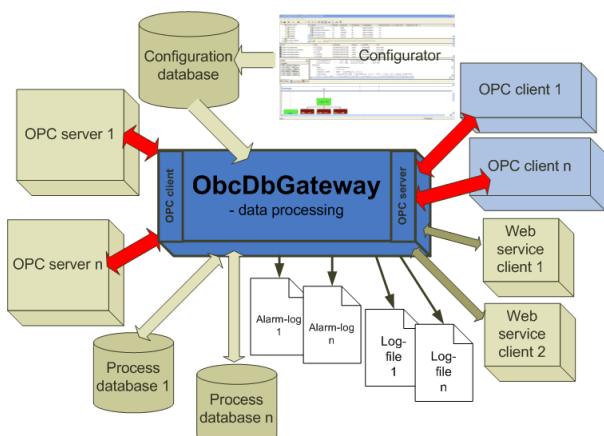 Configuration
database
Configurator
OPC server 1
OPC client 1
OPC client n
OPC client
ObcDbGateway
- data processing
OPC server
OPC server n
Web
service
client 1
Web
service
client 2
Alarm-log
1
Alarm-log
n
Log-
file
1
Log-
file
n
Process
database 1
Process
database n